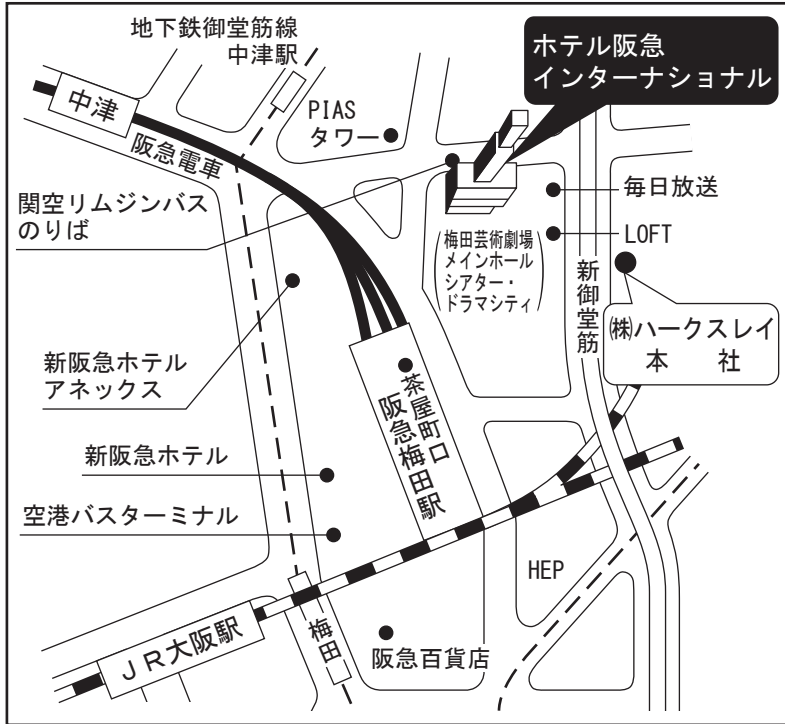 地下鉄御堂筋線
中津駅
ホテル阪急
インターナショナル
中津
阪急電車
PIAS
タワー
関空リムジンバス
のりば
毎日放送
LOFT
(梅田芸術劇場
メインホール
シアター・
ドラマシティ)
新御堂筋
㈱ハークスレイ
本　社
新阪急ホテル
アネックス
茶屋町口
阪急梅田駅
新阪急ホテル
空港バスターミナル
HEP
JR大阪駅
梅田
阪急百貨店